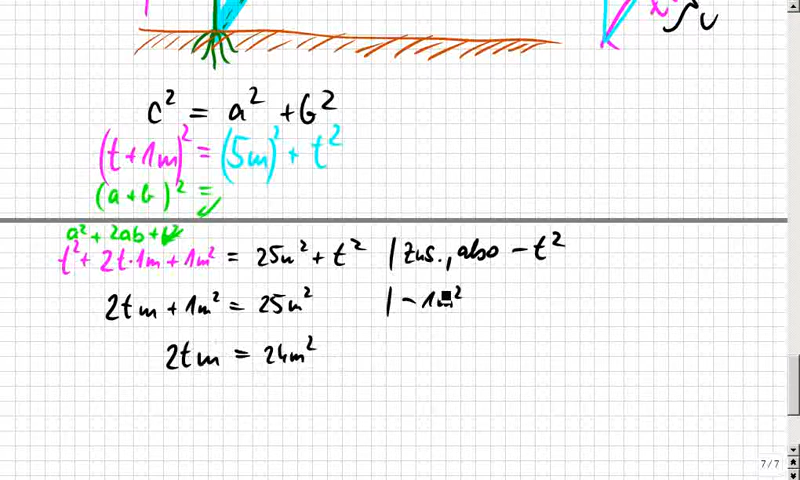 c² = a² + b²
(t + 1m)² = (5m)² + t²
(a + b)² =
a² + 2ab + b²
t² + 2t·1m + 1m² = 25m² + t² | zus., also - t²
2tm + 1m² = 25m² | - 1m²
2tm = 24m²
7/7